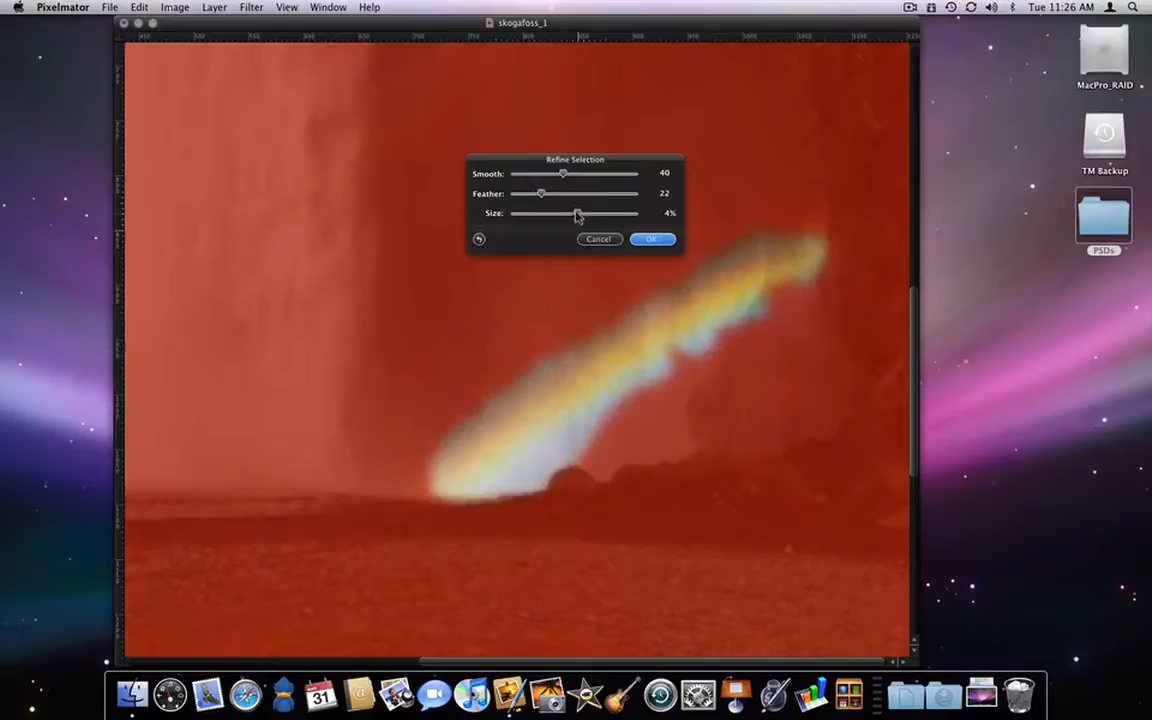 Pixelmator File Edit Image Layer Filter View Window Help
Tue 11:26 AM
skogafoss_1
MacPro_RAID
TM Backup
PSDs
Refine Selection
Smooth: 40
Feather: 22
Size: 4%
Cancel OK
31